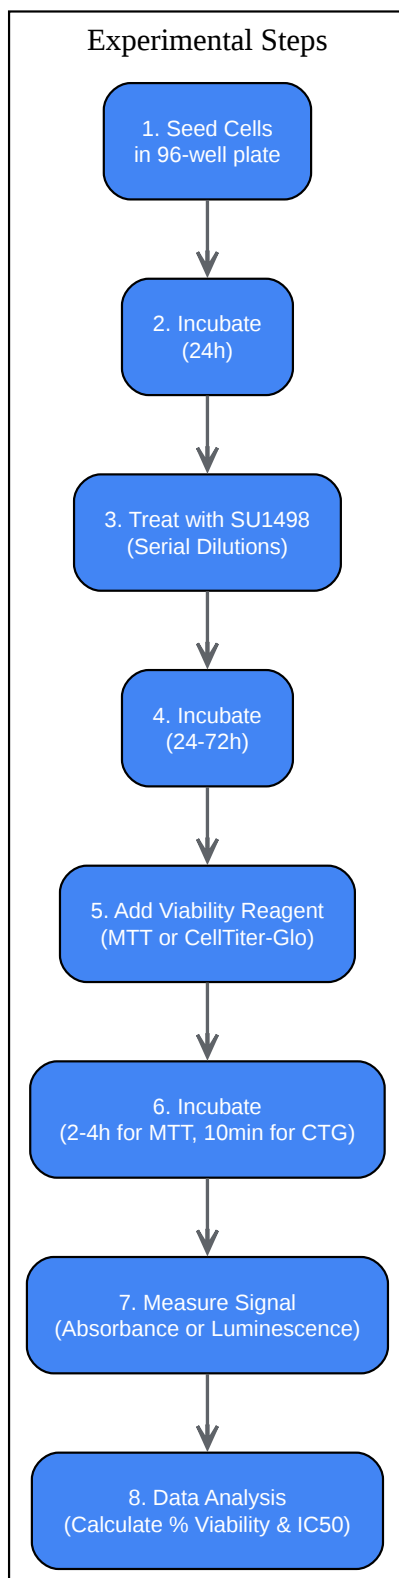 Experimental Steps
1. Seed Cells
in 96-well plate
2. Incubate
(24h)
3. Treat with SU1498
(Serial Dilutions)
4. Incubate
(24-72h)
5. Add Viability Reagent
(MTT or CellTiter-Glo)
6. Incubate
(2-4h for MTT, 10min for CTG)
7. Measure Signal
(Absorbance or Luminescence)
8. Data Analysis
(Calculate % Viability & IC50)